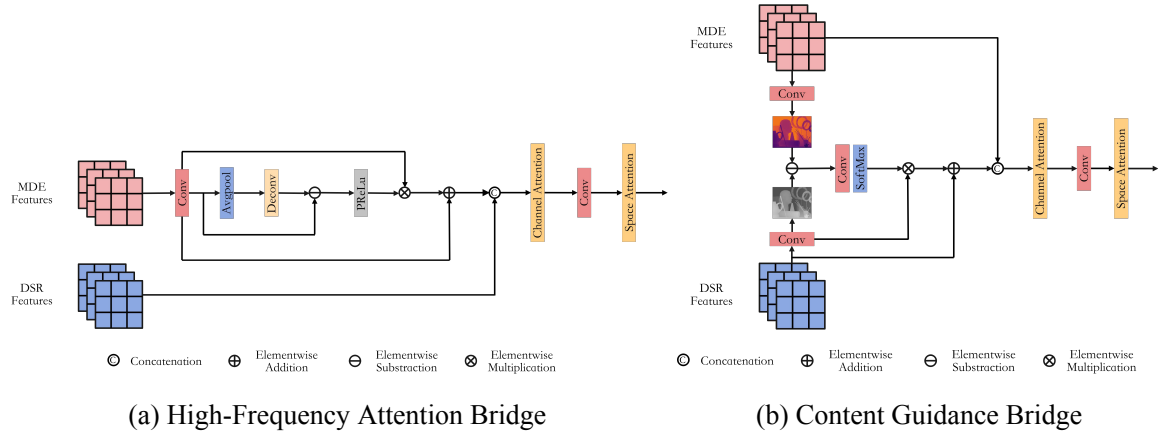 MDE
Features
Conv
Avgpool
Deconv
PReLu
C
Channel Attention
Conv
Space Attention
DSR
Features
C Concatenation
Elementwise
Addition
Elementwise
Substraction
Elementwise
Multiplication
(a) High-Frequency Attention Bridge
MDE
Features
Conv
Conv
SoftMax
C
Channel Attention
Conv
Space Attention
Conv
DSR
Features
C Concatenation
Elementwise
Addition
Elementwise
Substraction
Elementwise
Multiplication
(b) Content Guidance Bridge